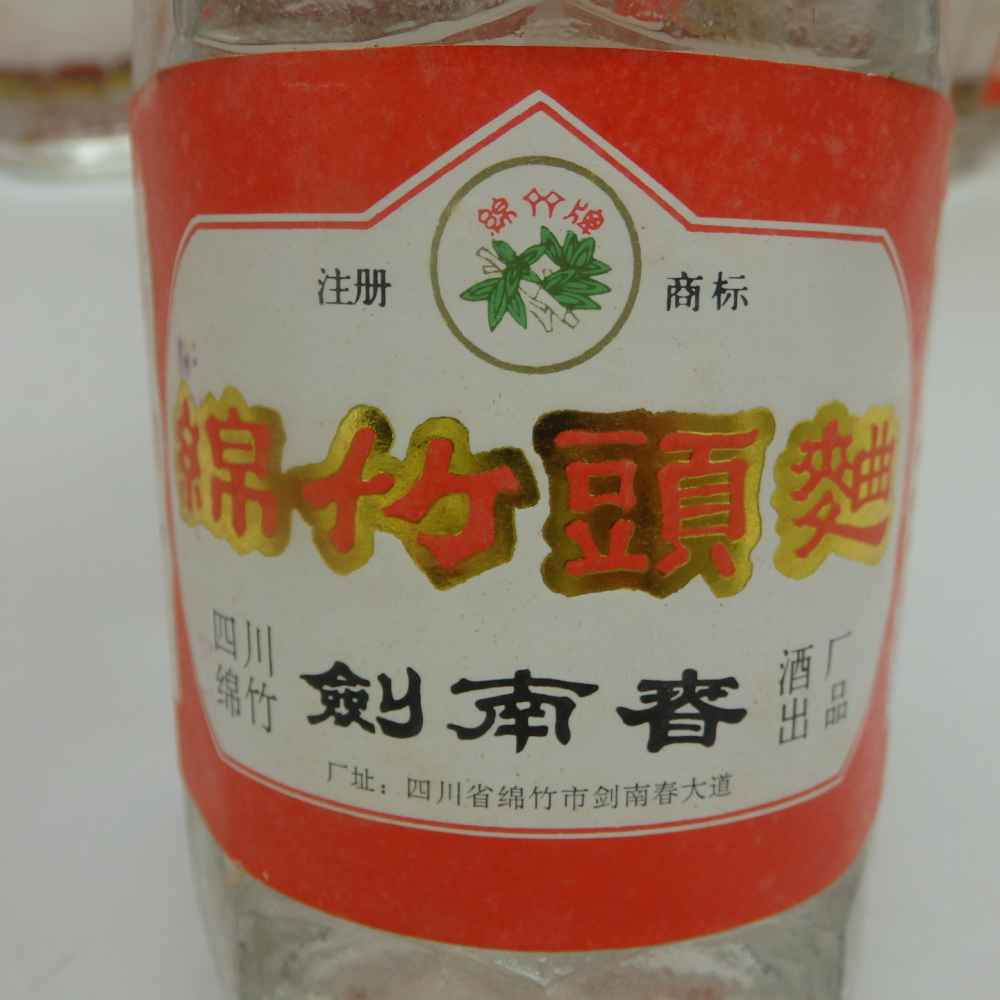 綿竹牌
注册 商标
綿竹頭麯
四川 酒厂
绵竹 劍南春 出品
厂址：四川省绵竹市剑南春大道